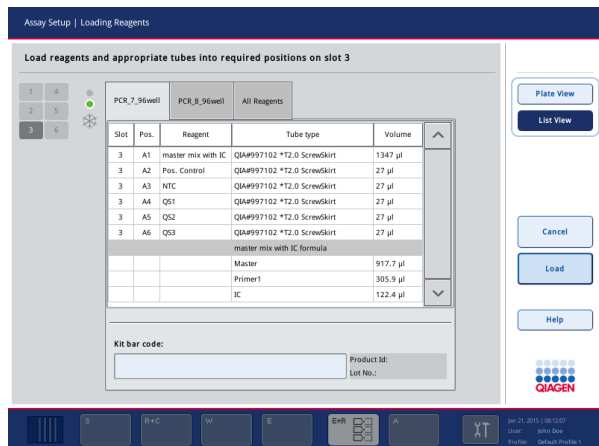 Assay Setup | Loading Reagents
Load reagents and appropriate tubes into required positions on slot 3
1 4
2 5
3 6
PCR_7_96well PCR_8_96well All Reagents
Slot Pos. Reagent Tube type Volume
3 A1 master mix with IC QIA#997102 *T2.0 ScrewSkirt 1347 µl
3 A2 Pos. Control QIA#997102 *T2.0 ScrewSkirt 27 µl
3 A3 NTC QIA#997102 *T2.0 ScrewSkirt 27 µl
3 A4 QS1 QIA#997102 *T2.0 ScrewSkirt 27 µl
3 A5 QS2 QIA#997102 *T2.0 ScrewSkirt 27 µl
3 A6 QS3 QIA#997102 *T2.0 ScrewSkirt 27 µl
master mix with IC formula
Master 917.7 µl
Primer1 305.9 µl
IC 122.4 µl
Kit bar code:
Product Id:
Lot No.:
Plate View
List View
Cancel
Load
Help
QIAGEN
S R+C W E E+R A
Jan 21, 2015 | 08:12:07
User: John Doe
Profile: Default Profile 1